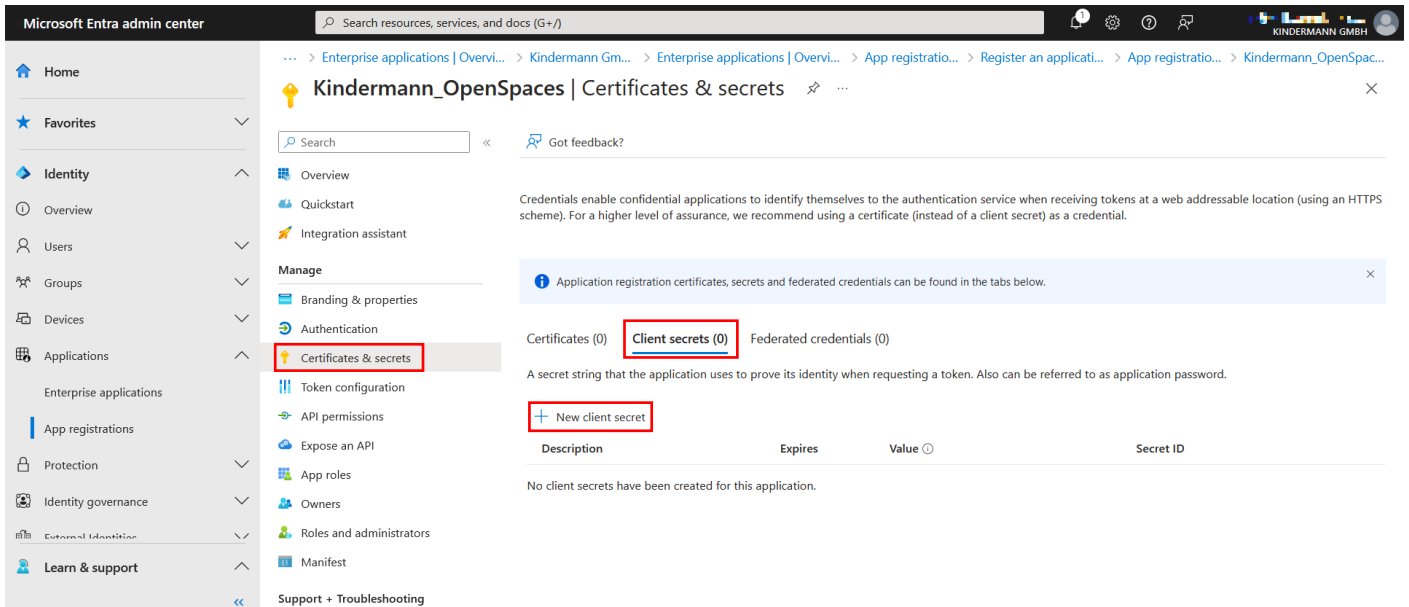 Microsoft Entra admin center
Search resources, services, and docs (G+/)
1
KINDERMANN GMBH
Home
Favorites
Identity
Overview
Users
Groups
Devices
Applications
Enterprise applications
App registrations
Protection
Identity governance
External Identities
Learn & support
«
··· > Enterprise applications | Overvi... > Kindermann Gm... > Enterprise applications | Overvi... > App registratio... > Register an applicati... > App registratio... > Kindermann_OpenSpac...
Kindermann_OpenSpaces | Certificates & secrets ···
Search «
Overview
Quickstart
Integration assistant
Manage
Branding & properties
Authentication
Certificates & secrets
Token configuration
API permissions
Expose an API
App roles
Owners
Roles and administrators
Manifest
Support + Troubleshooting
Got feedback?
Credentials enable confidential applications to identify themselves to the authentication service when receiving tokens at a web addressable location (using an HTTPS
scheme). For a higher level of assurance, we recommend using a certificate (instead of a client secret) as a credential.
Application registration certificates, secrets and federated credentials can be found in the tabs below.
Certificates (0) Client secrets (0) Federated credentials (0)
A secret string that the application uses to prove its identity when requesting a token. Also can be referred to as application password.
+ New client secret
Description Expires Value Secret ID
No client secrets have been created for this application.